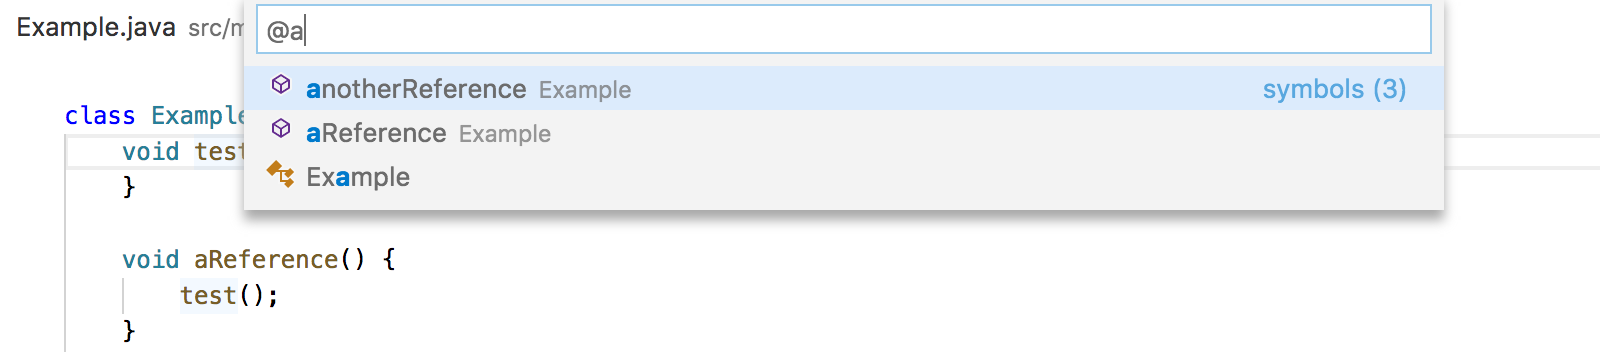 Example.java src/m
@a
anotherReference Example symbols (3)
aReference Example
Example
class Example
void test
}
void aReference() {
test();
}